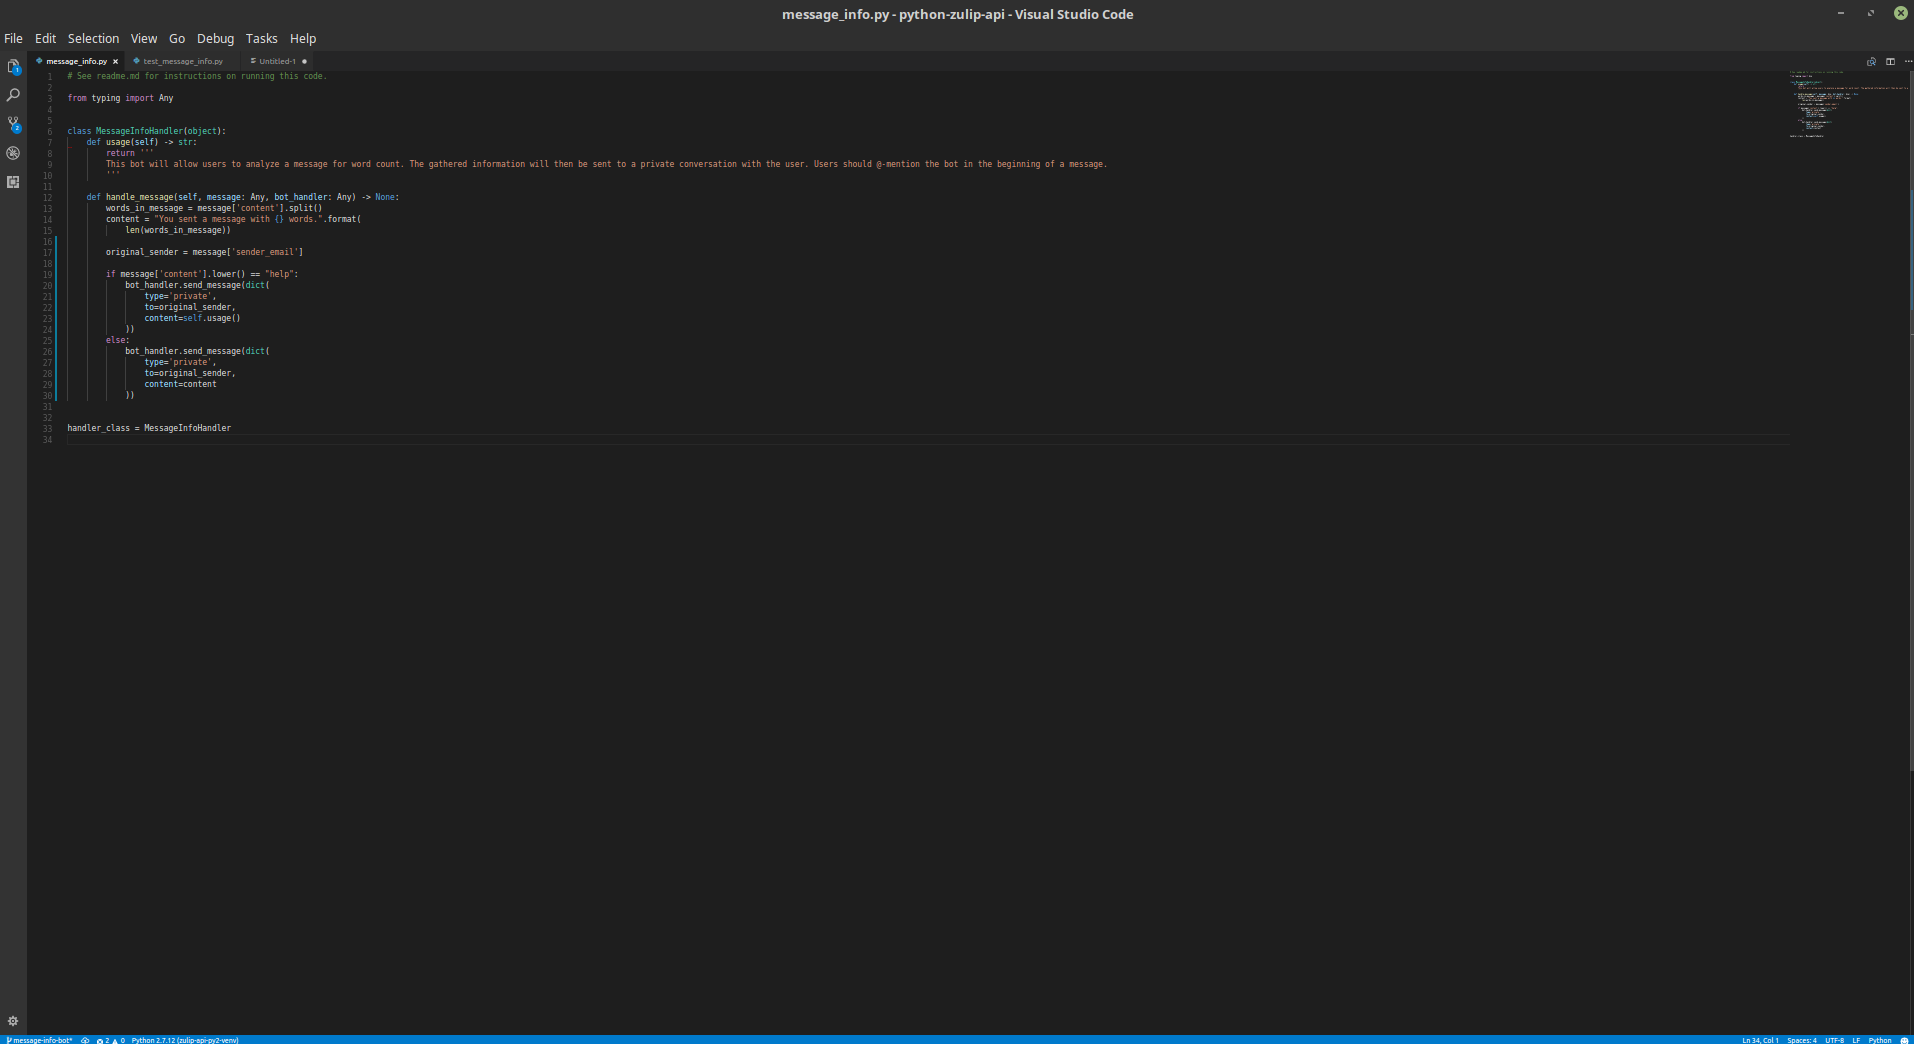 message_info.py - python-zulip-api - Visual Studio Code
File Edit Selection View Go Debug Tasks Help
message_info.py × test_message_info.py Untitled-1 ●
1 # See readme.md for instructions on running this code.
2
3 from typing import Any
4
5
6 class MessageInfoHandler(object):
7     def usage(self) -> str:
8         return '''
9         This bot will allow users to analyze a message for word count. The gathered information will then be sent to a private conversation with the user. Users should @-mention the bot in the beginning of a message.
10         '''
11
12     def handle_message(self, message: Any, bot_handler: Any) -> None:
13         words_in_message = message['content'].split()
14         content = "You sent a message with {} words.".format(
15             len(words_in_message))
16
17         original_sender = message['sender_email']
18
19         if message['content'].lower() == "help":
20             bot_handler.send_message(dict(
21                 type='private',
22                 to=original_sender,
23                 content=self.usage()
24             ))
25         else:
26             bot_handler.send_message(dict(
27                 type='private',
28                 to=original_sender,
29                 content=content
30             ))
31
32
33 handler_class = MessageInfoHandler
34
1
2
message-info-bot* 2 0 Python 2.7.12 (zulip-api-py2-venv) Ln 34, Col 1 Spaces: 4 UTF-8 LF Python